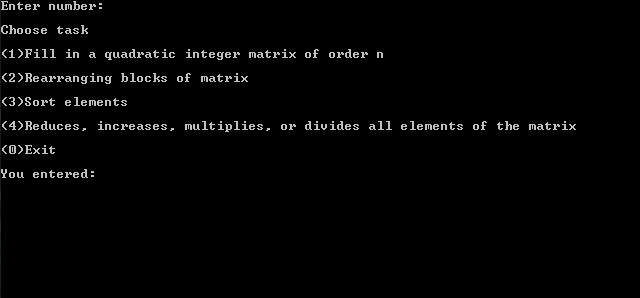 Enter number:
Choose task
(1)Fill in a quadratic integer matrix of order n
(2)Rearranging blocks of matrix
(3)Sort elements
(4)Reduces, increases, multiplies, or divides all elements of the matrix
(0)Exit
You entered: